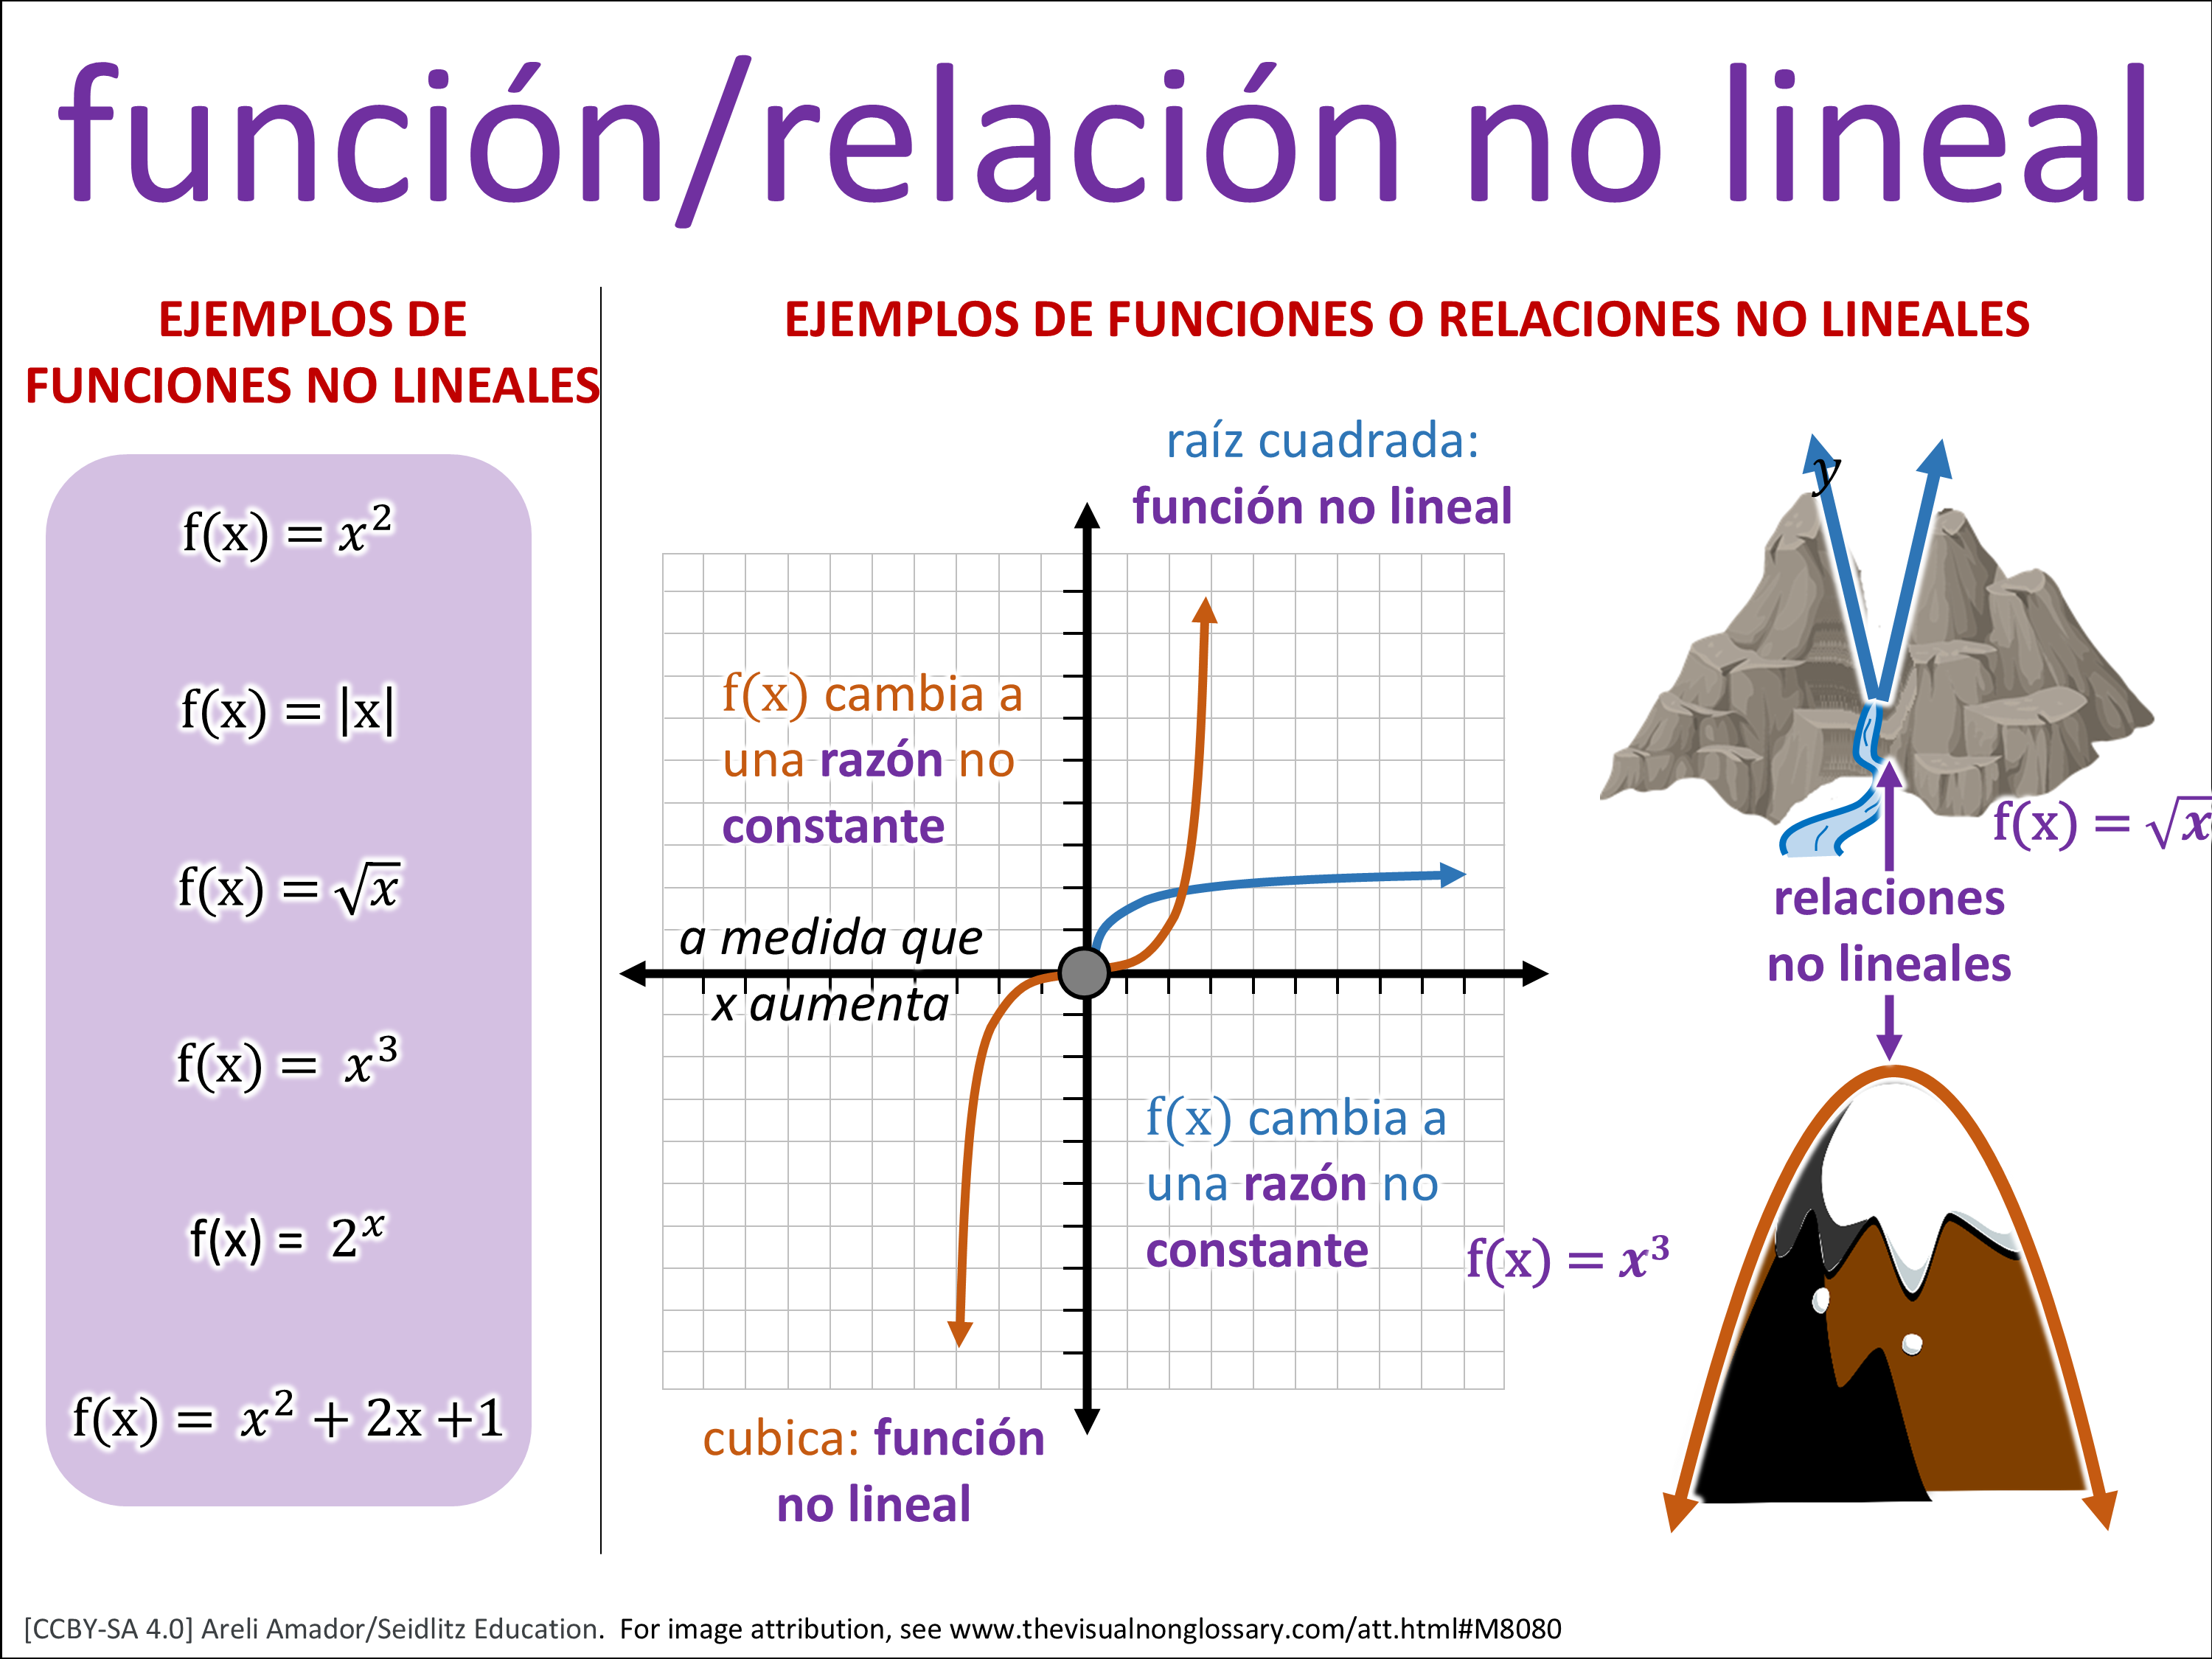 función/relación no lineal
EJEMPLOS DE
FUNCIONES NO LINEALES
f(x) = x²
f(x) = |x|
f(x) = √x
f(x) = x³
f(x) = 2ˣ
f(x) = x² + 2x +1
EJEMPLOS DE FUNCIONES O RELACIONES NO LINEALES
raíz cuadrada:
función no lineal
y
f(x) cambia a
una razón no
constante
a medida que
x aumenta
f(x) cambia a
una razón no
constante
cubica: función
no lineal
f(x) = √x
relaciones
no lineales
f(x) = x³
[CCBY-SA 4.0] Areli Amador/Seidlitz Education. For image attribution, see www.thevisualnonglossary.com/att.html#M8080